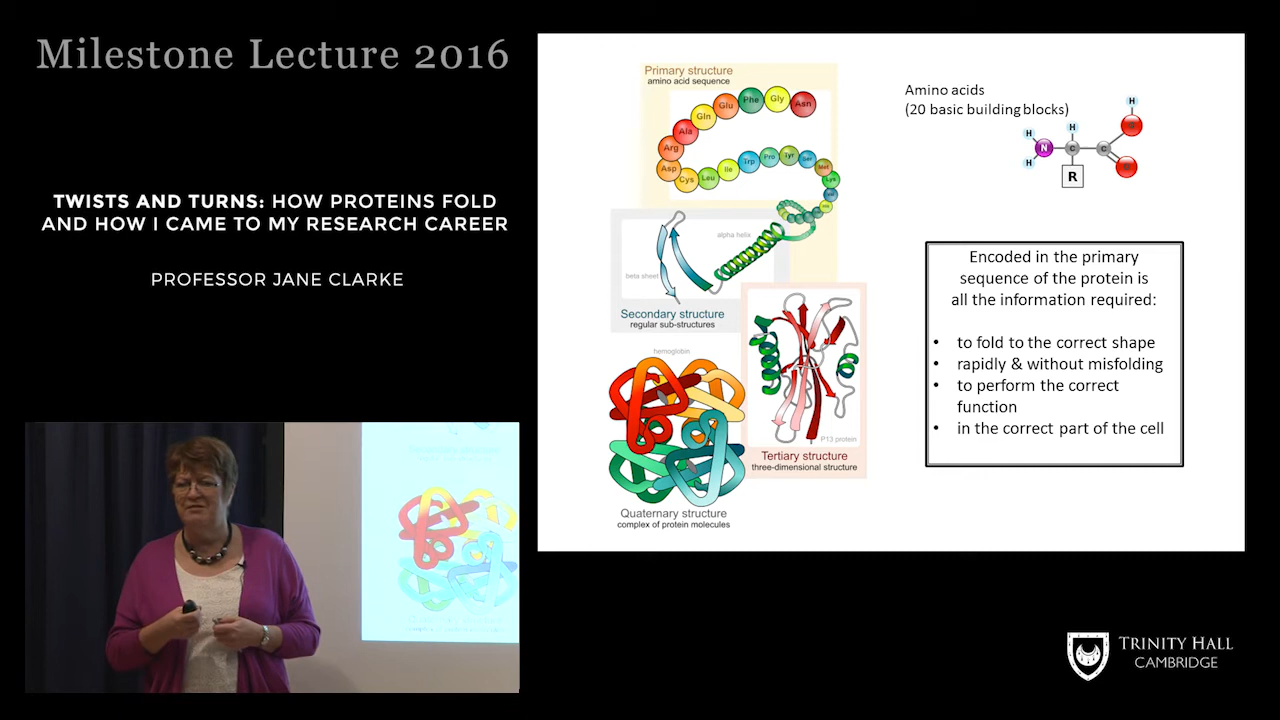 Milestone Lecture 2016
TWISTS AND TURNS: HOW PROTEINS FOLD
AND HOW I CAME TO MY RESEARCH CAREER
PROFESSOR JANE CLARKE
Primary structure
amino acid sequence
Asn
Gly
Phe
Glu
Gln
Ala
Arg
Asp
Cys
Leu
Ile
Trp
Pro
Tyr
Ser
Met
Lys
alpha helix
beta sheet
Secondary structure
regular sub-structures
P13 protein
Tertiary structure
three-dimensional structure
hemoglobin
Quaternary structure
complex of protein molecules
Amino acids
(20 basic building blocks)
H
H
H
N
C
C
H
R
Encoded in the primary
sequence of the protein is
all the information required:
• to fold to the correct shape
• rapidly & without misfolding
• to perform the correct
function
• in the correct part of the cell
TRINITY HALL
CAMBRIDGE